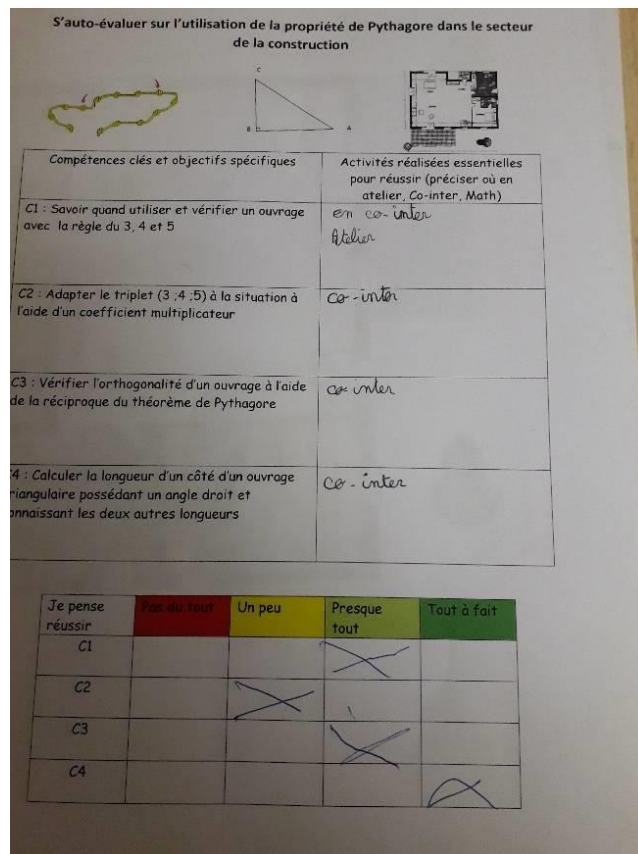 S'auto-évaluer sur l'utilisation de la propriété de Pythagore dans le secteur
de la construction
C
B
A
Compétences clés et objectifs spécifiques
Activités réalisées essentielles
pour réussir (préciser où en
atelier, Co-inter, Math)
C1 : Savoir quand utiliser et vérifier un ouvrage
avec la règle du 3, 4 et 5
en co-inter
Atelier
C2 : Adapter le triplet (3 ;4 ;5) à la situation à
l'aide d'un coefficient multiplicateur
co-inter
C3 : Vérifier l'orthogonalité d'un ouvrage à l'aide
de la réciproque du théorème de Pythagore
co-inter
4 : Calculer la longueur d'un côté d'un ouvrage
riangulaire possédant un angle droit et
onnaissant les deux autres longueurs
co-inter
Je pense
réussir
Pas du tout
Un peu
Presque
tout
Tout à fait
C1
C2
C3
C4